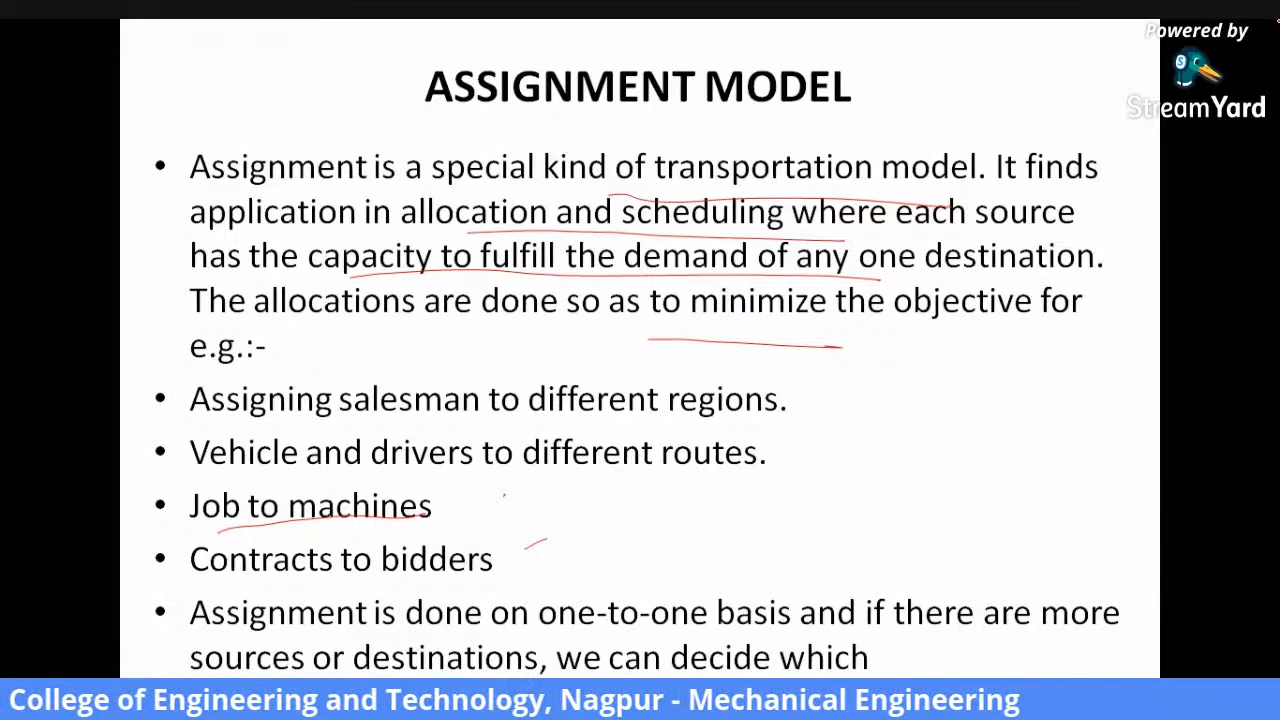 Powered by
StreamYard
ASSIGNMENT MODEL
• Assignment is a special kind of transportation model. It finds
application in allocation and scheduling where each source
has the capacity to fulfill the demand of any one destination.
The allocations are done so as to minimize the objective for
e.g.:-
• Assigning salesman to different regions.
• Vehicle and drivers to different routes.
• Job to machines
• Contracts to bidders
• Assignment is done on one-to-one basis and if there are more
sources or destinations, we can decide which
College of Engineering and Technology, Nagpur - Mechanical Engineering